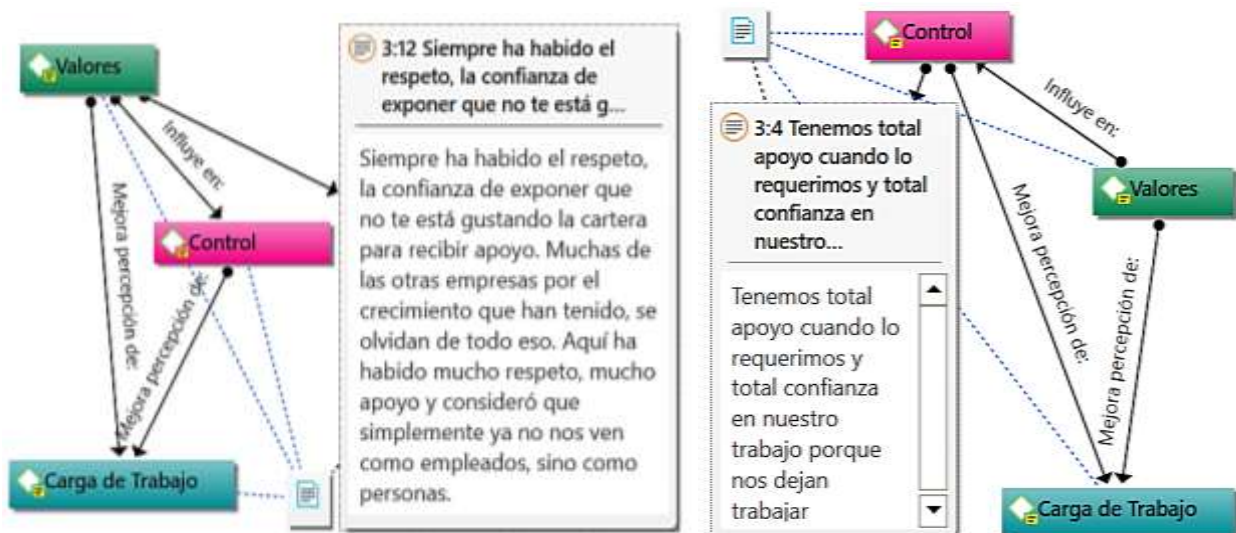 Valores
Influye en:
Mejora percepción de:
Control
Mejora percepción de:
Carga de Trabajo
3:12 Siempre ha habido el
respeto, la confianza de
exponer que no te está g...
Siempre ha habido el respeto,
la confianza de exponer que
no te está gustando la cartera
para recibir apoyo. Muchas de
las otras empresas por el
crecimiento que han tenido, se
olvidan de todo eso. Aquí ha
habido mucho respeto, mucho
apoyo y consideró que
simplemente ya no nos ven
como empleados, sino como
personas.
Control
Influye en:
3:4 Tenemos total
apoyo cuando lo
requerimos y total
confianza en
nuestro...
Tenemos total
apoyo cuando lo
requerimos y
total confianza
en nuestro
trabajo porque
nos dejan
trabajar
Valores
Mejora percepción de:
Mejora percepción de:
Carga de Trabajo